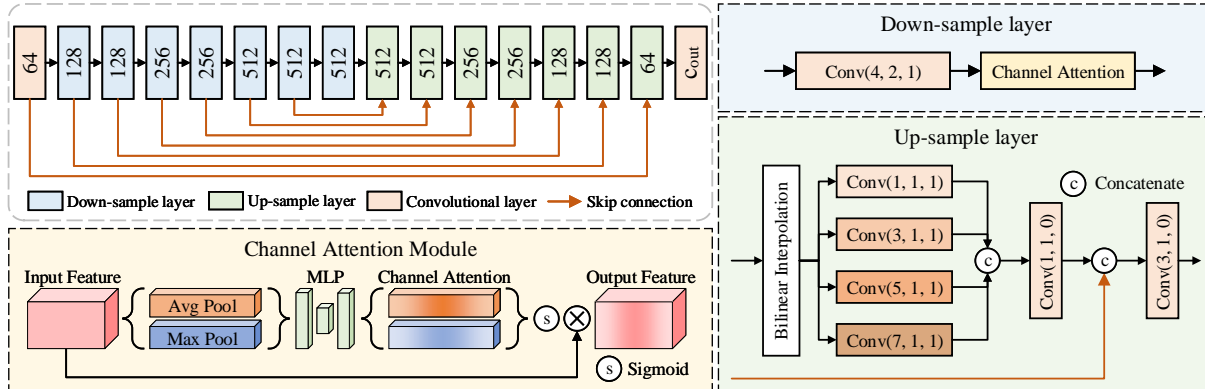 64 128 128 256 256 512 512 512 512 512 256 256 128 128 64 cout
Down-sample layer Up-sample layer Convolutional layer Skip connection
Channel Attention Module
Input Feature MLP Channel Attention Output Feature
Avg Pool
Max Pool
s
s Sigmoid
Down-sample layer
Conv(4, 2, 1) Channel Attention
Up-sample layer
Bilinear Interpolation
Conv(1, 1, 1)
Conv(3, 1, 1)
Conv(5, 1, 1)
Conv(7, 1, 1)
c
c Concatenate
Conv(1, 1, 0)
c
Conv(3, 1, 0)